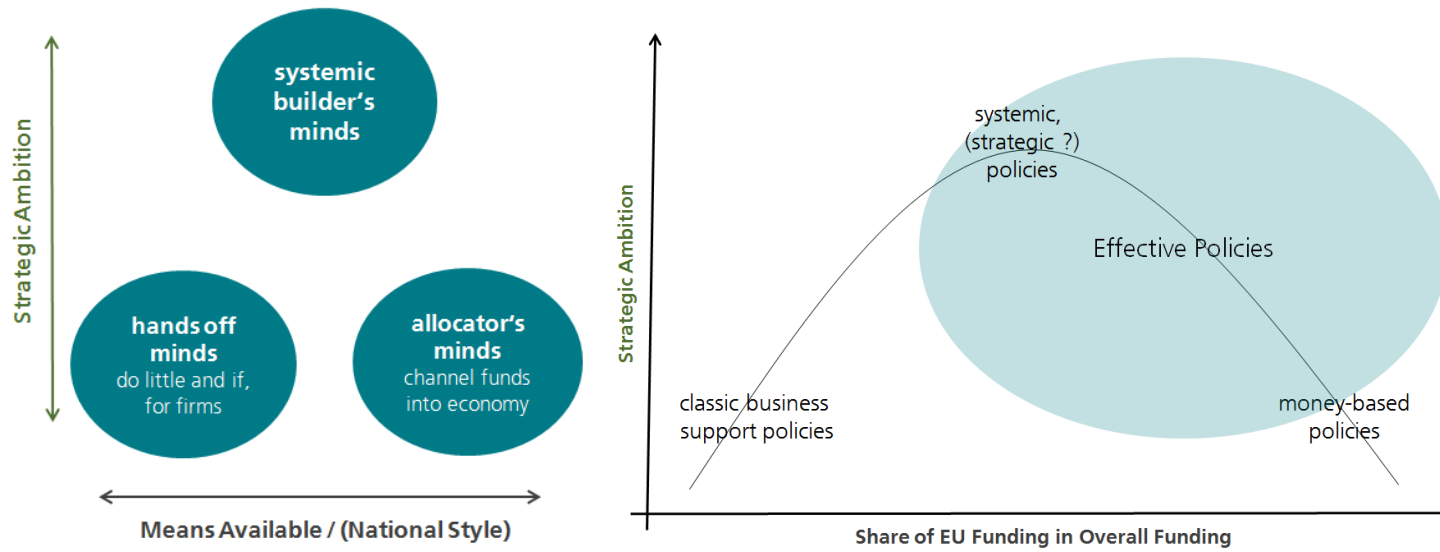 Strategic Ambition
systemic
builder's
minds
hands off
minds
do little and if,
for firms
allocator's
minds
channel funds
into economy
Means Available / (National Style)
Strategic Ambition
systemic,
(strategic ?)
policies
Effective Policies
classic business
support policies
money-based
policies
Share of EU Funding in Overall Funding